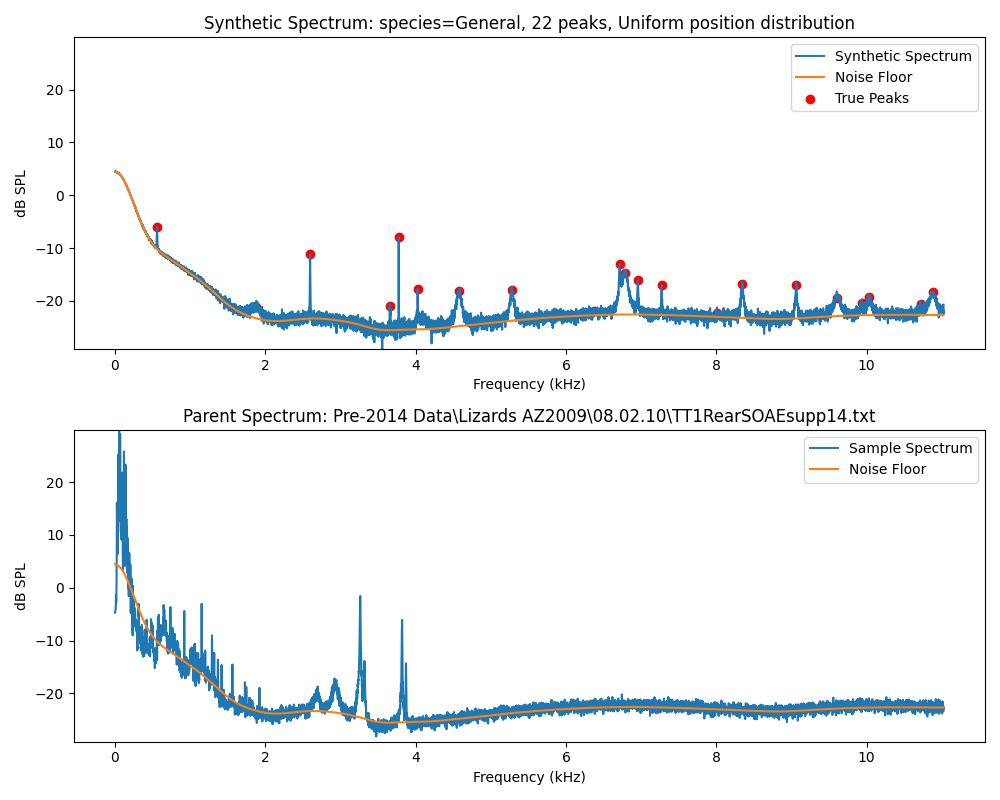 Synthetic Spectrum: species=General, 22 peaks, Uniform position distribution
Synthetic Spectrum
Noise Floor
True Peaks
dB SPL
20
10
0
−10
−20
0 2 4 6 8 10
Frequency (kHz)
Parent Spectrum: Pre-2014 Data\Lizards AZ2009\08.02.10\TT1RearSOAEsupp14.txt
Sample Spectrum
Noise Floor
dB SPL
20
10
0
−10
−20
0 2 4 6 8 10
Frequency (kHz)